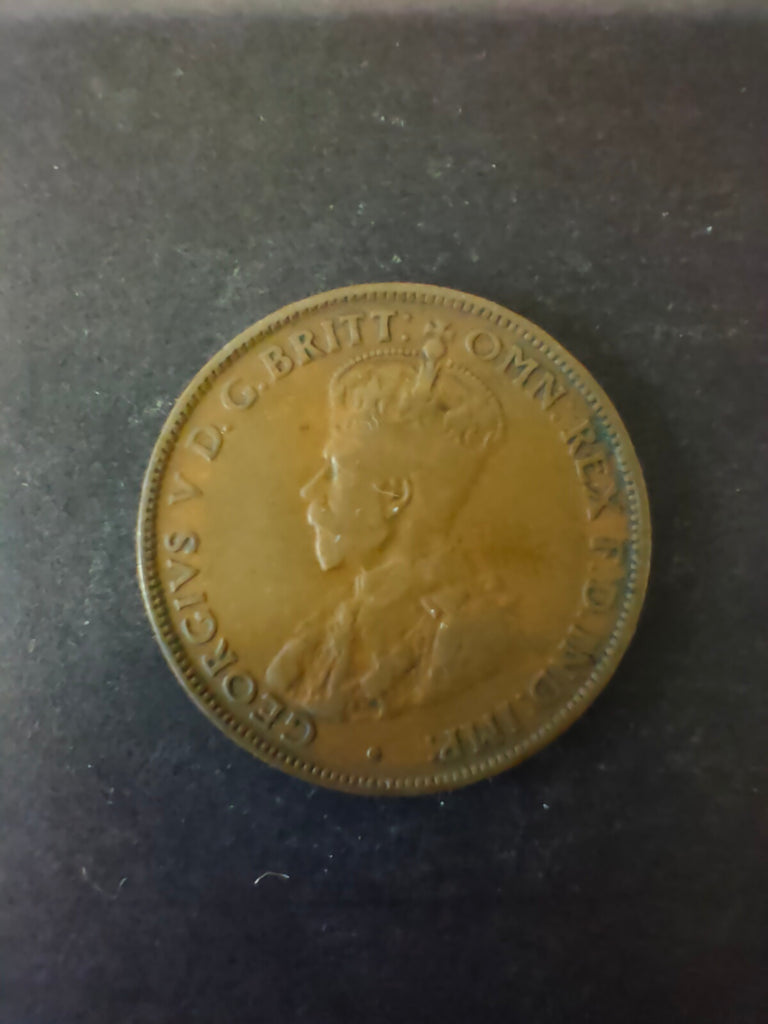 GEORGIVS V D.G.BRITT: OMN REX F.D IND: IMP: